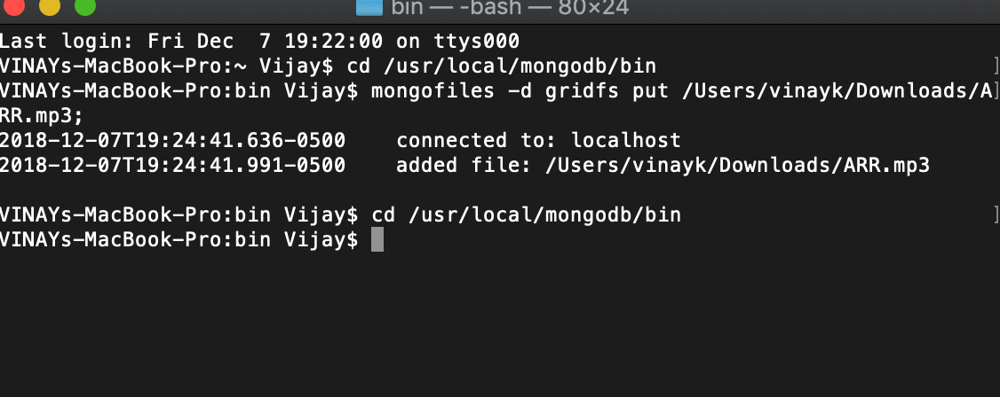 bin — -bash — 80×24
Last login: Fri Dec  7 19:22:00 on ttys000
VINAYs-MacBook-Pro:~ Vijay$ cd /usr/local/mongodb/bin ]
VINAYs-MacBook-Pro:bin Vijay$ mongofiles -d gridfs put /Users/vinayk/Downloads/A]
RR.mp3;
2018-12-07T19:24:41.636-0500    connected to: localhost
2018-12-07T19:24:41.991-0500    added file: /Users/vinayk/Downloads/ARR.mp3
VINAYs-MacBook-Pro:bin Vijay$ cd /usr/local/mongodb/bin ]
VINAYs-MacBook-Pro:bin Vijay$